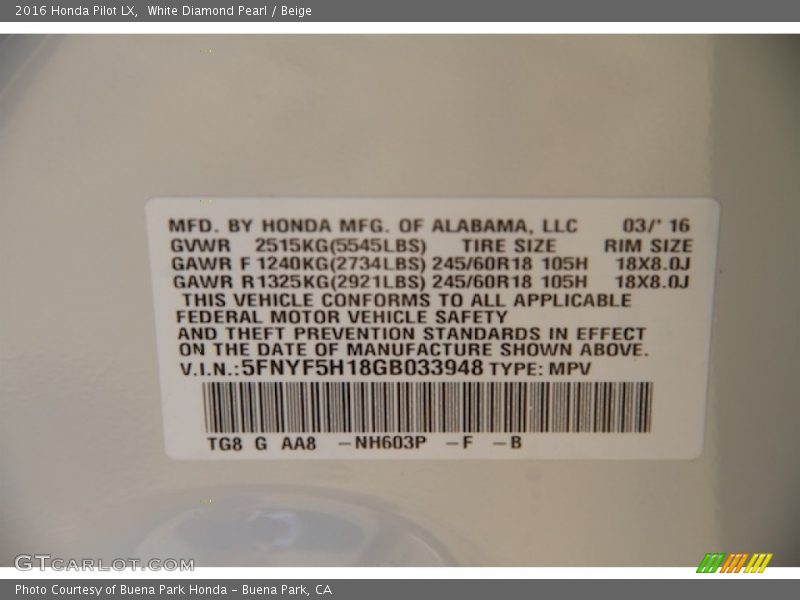 2016 Honda Pilot LX, White Diamond Pearl / Beige
MFD. BY HONDA MFG. OF ALABAMA, LLC 03/' 16
GVWR 2515KG(5545LBS) TIRE SIZE RIM SIZE
GAWR F 1240KG(2734LBS) 245/60R18 105H 18X8.0J
GAWR R1325KG(2921LBS) 245/60R18 105H 18X8.0J
THIS VEHICLE CONFORMS TO ALL APPLICABLE
FEDERAL MOTOR VEHICLE SAFETY
AND THEFT PREVENTION STANDARDS IN EFFECT
ON THE DATE OF MANUFACTURE SHOWN ABOVE.
V.I.N.:5FNYF5H18GB033948 TYPE: MPV
TG8 G AA8 –NH603P –F –B
GTCARLOT.COM
Photo Courtesy of Buena Park Honda – Buena Park, CA